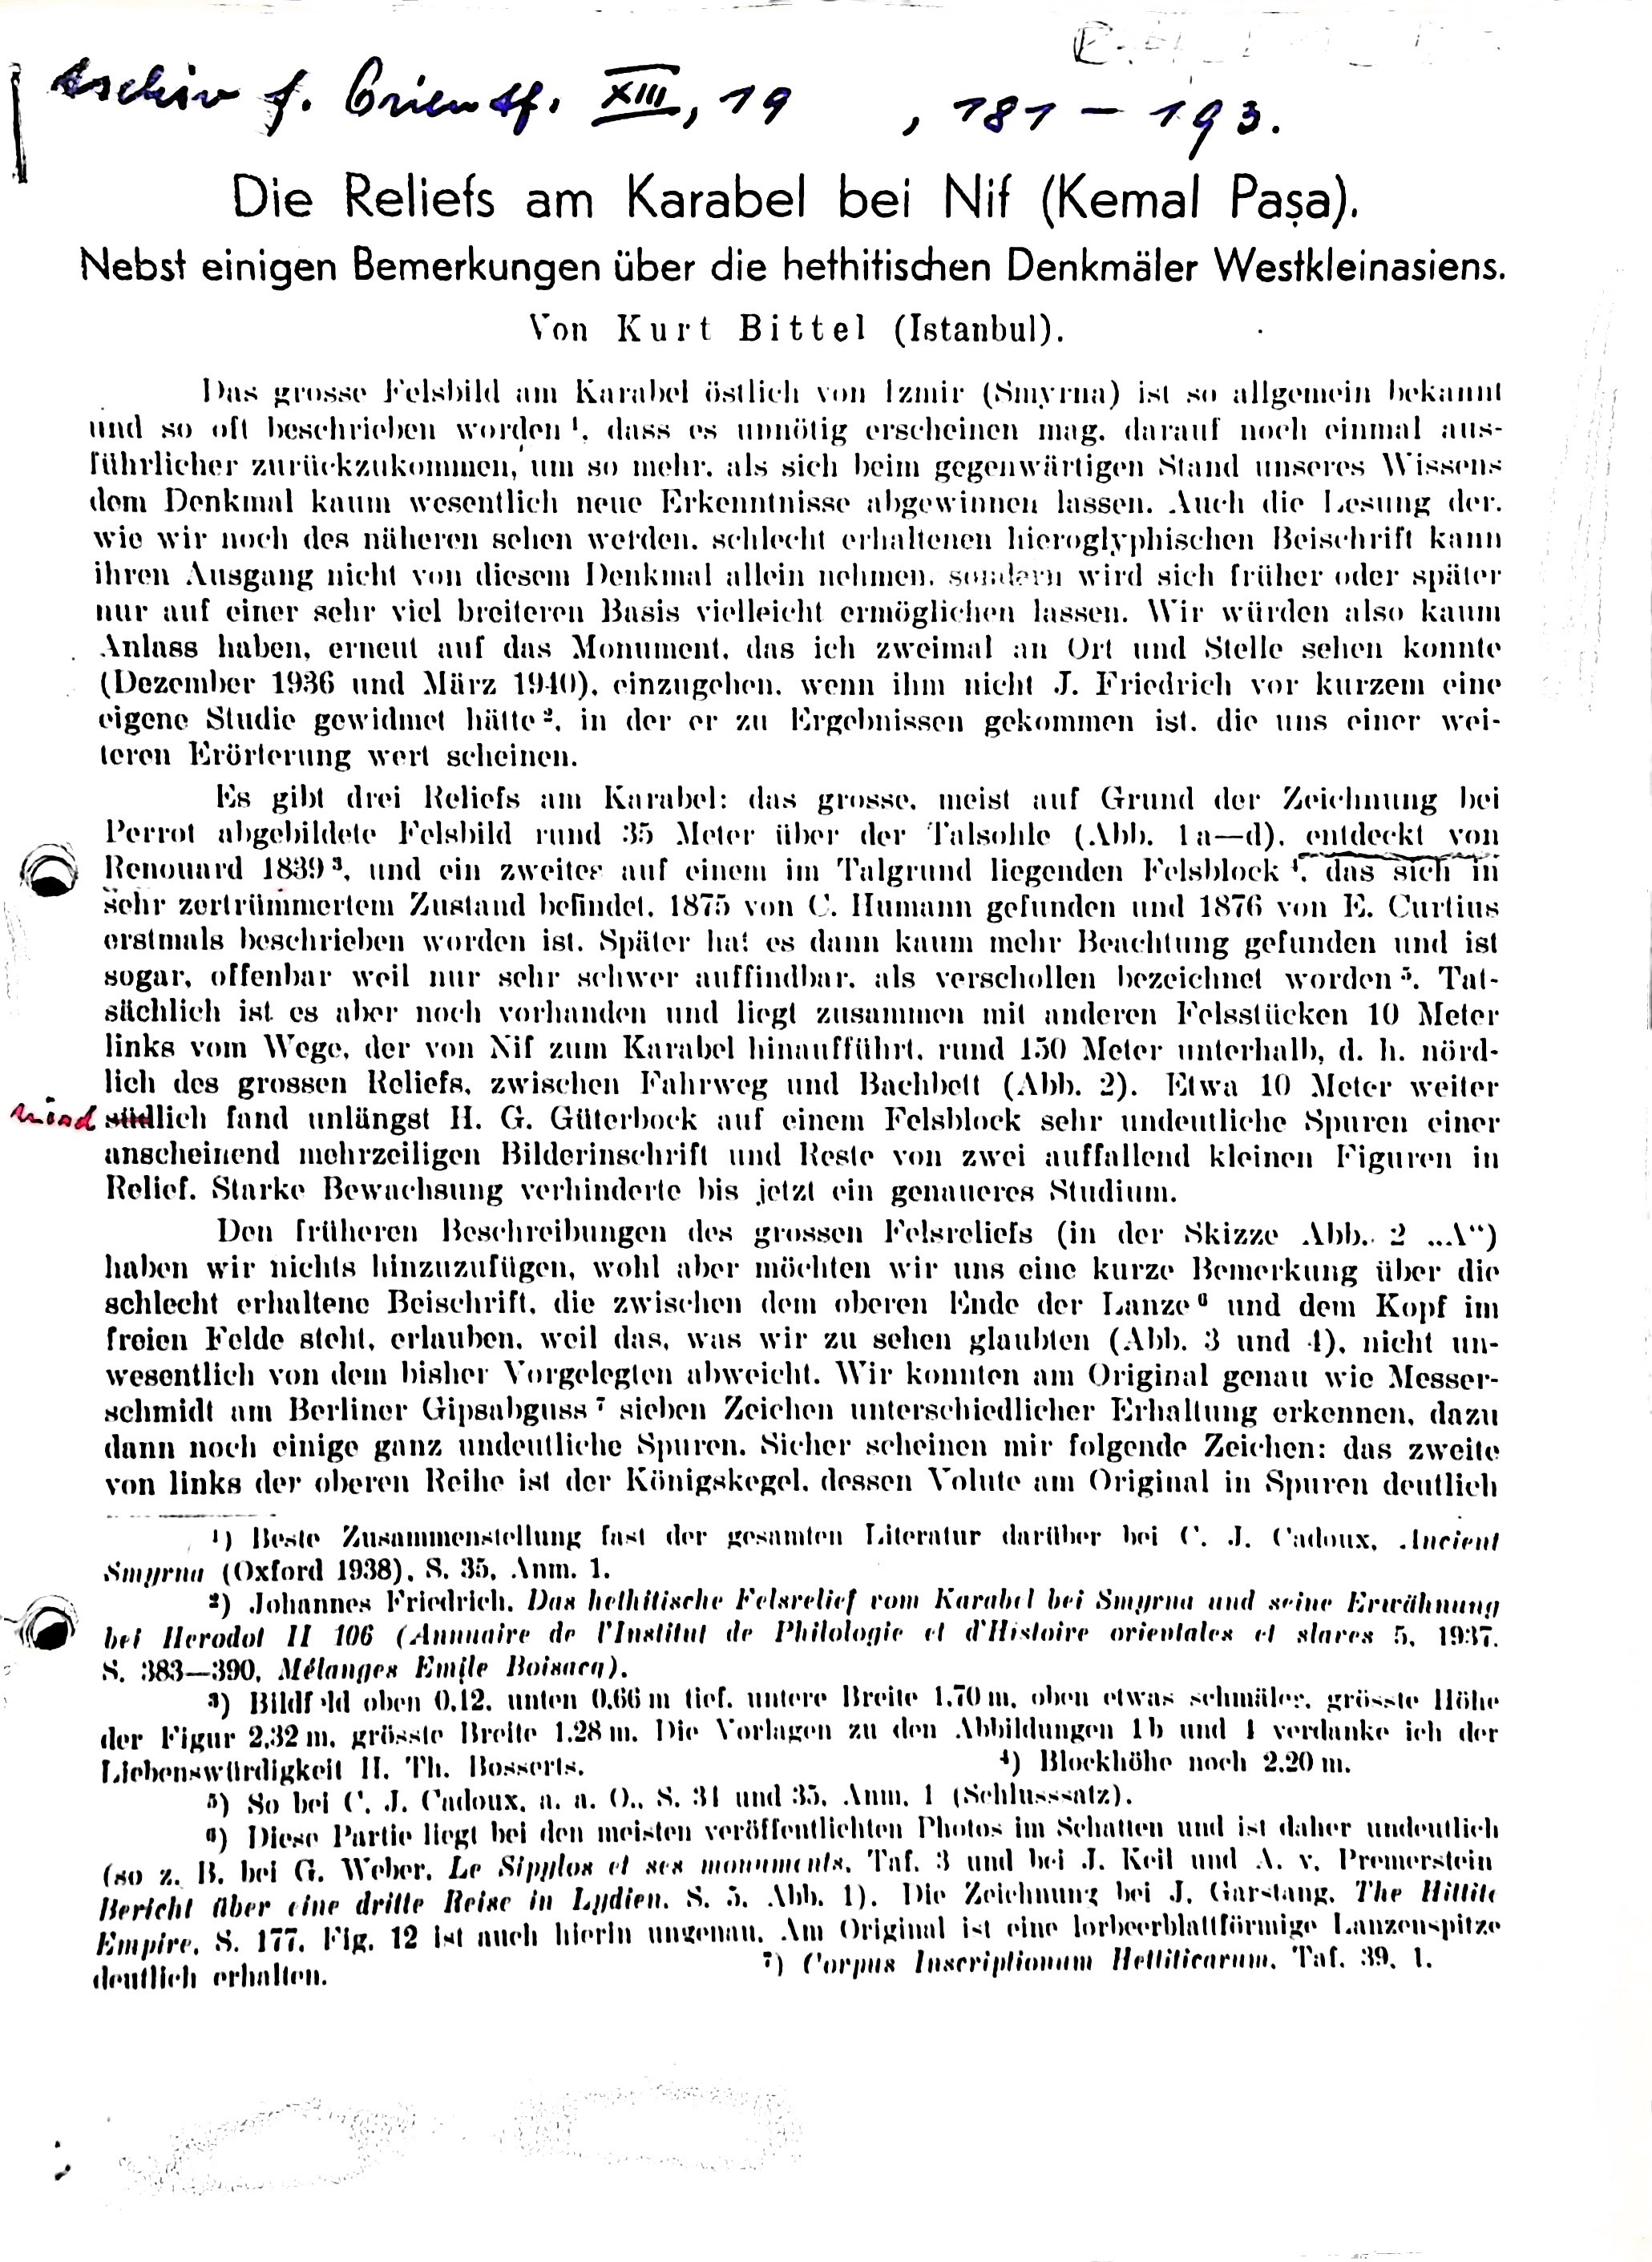 Archiv f. Orientf. XIII, 19 , 181 – 193.
Die Reliefs am Karabel bei Nif (Kemal Paşa).
Nebst einigen Bemerkungen über die hethitischen Denkmäler Westkleinasiens.
Von Kurt Bittel (Istanbul).
Das grosse Felsbild am Karabel östlich von Izmir (Smyrna) ist so allgemein bekannt
und so oft beschrieben worden¹, dass es unnötig erscheinen mag, darauf noch einmal aus-
führlicher zurückzukommen, um so mehr, als sich beim gegenwärtigen Stand unseres Wissens
dem Denkmal kaum wesentlich neue Erkenntnisse abgewinnen lassen. Auch die Lesung der,
wie wir noch des näheren sehen werden, schlecht erhaltenen hieroglyphischen Beischrift kann
ihren Ausgang nicht von diesem Denkmal allein nehmen, sondern wird sich früher oder später
nur auf einer sehr viel breiteren Basis vielleicht ermöglichen lassen. Wir würden also kaum
Anlass haben, erneut auf das Monument, das ich zweimal an Ort und Stelle sehen konnte
(Dezember 1936 und März 1940), einzugehen, wenn ihm nicht J. Friedrich vor kurzem eine
eigene Studie gewidmet hätte², in der er zu Ergebnissen gekommen ist, die uns einer wei-
teren Erörterung wert scheinen.
Es gibt drei Reliefs am Karabel: das grosse, meist auf Grund der Zeichnung bei
Perrot abgebildete Felsbild rund 35 Meter über der Talsohle (Abb. 1a—d), entdeckt von
Renouard 1839³, und ein zweites auf einem im Talgrund liegenden Felsblock⁴, das sich in
sehr zertrümmertem Zustand befindet, 1875 von C. Humann gefunden und 1876 von E. Curtius
erstmals beschrieben worden ist. Später hat es dann kaum mehr Beachtung gefunden und ist
sogar, offenbar weil nur sehr schwer auffindbar, als verschollen bezeichnet worden⁵. Tat-
sächlich ist es aber noch vorhanden und liegt zusammen mit anderen Felsstücken 10 Meter
links vom Wege, der von Nif zum Karabel hinaufführt, rund 150 Meter unterhalb, d. h. nörd-
lich des grossen Reliefs, zwischen Fahrweg und Bachbett (Abb. 2). Etwa 10 Meter weiter
nörd südlich fand unlängst H. G. Güterbock auf einem Felsblock sehr undeutliche Spuren einer
anscheinend mehrzeiligen Bilderinschrift und Reste von zwei auffallend kleinen Figuren in
Relief. Starke Bewachsung verhinderte bis jetzt ein genaueres Studium.
Den früheren Beschreibungen des grossen Felsreliefs (in der Skizze Abb. 2 „A“)
haben wir nichts hinzuzufügen, wohl aber möchten wir uns eine kurze Bemerkung über die
schlecht erhaltene Beischrift, die zwischen dem oberen Ende der Lanze⁶ und dem Kopf im
freien Felde steht, erlauben, weil das, was wir zu sehen glaubten (Abb. 3 und 4), nicht un-
wesentlich von dem bisher Vorgelegten abweicht. Wir konnten am Original genau wie Messer-
schmidt am Berliner Gipsabguss⁷ sieben Zeichen unterschiedlicher Erhaltung erkennen, dazu
dann noch einige ganz undeutliche Spuren. Sicher scheinen mir folgende Zeichen: das zweite
von links der oberen Reihe ist der Königskegel, dessen Volute am Original in Spuren deutlich
¹) Beste Zusammenstellung fast der gesamten Literatur darüber bei C. J. Cadoux, Ancient
Smyrna (Oxford 1938), S. 35, Anm. 1.
²) Johannes Friedrich, Das hethitische Felsrelief vom Karabel bei Smyrna und seine Erwähnung
bei Herodot II 106 (Annuaire de l'Institut de Philologie et d'Histoire orientales et slaves 5, 1937,
S. 383—390, Mélanges Emile Boisacq).
³) Bildfeld oben 0,12, unten 0,66 m tief, untere Breite 1,70 m, oben etwas schmäler, grösste Höhe
der Figur 2,32 m, grösste Breite 1,28 m. Die Vorlagen zu den Abbildungen 1b und 4 verdanke ich der
Liebenswürdigkeit H. Th. Bosserts. ⁴) Blockhöhe noch 2,20 m.
⁵) So bei C. J. Cadoux, a. a. O., S. 34 und 35, Anm. 1 (Schlusssatz).
⁶) Diese Partie liegt bei den meisten veröffentlichten Photos im Schatten und ist daher undeutlich
(so z. B. bei G. Weber, Le Sipylos et ses monuments, Taf. 3 und bei J. Keil und A. v. Premerstein
Bericht über eine dritte Reise in Lydien, S. 5, Abb. 1). Die Zeichnung bei J. Garstang, The Hittite
Empire, S. 177, Fig. 12 ist auch hierin ungenau. Am Original ist eine lorbeerblattförmige Lanzenspitze
deutlich erhalten. ⁷) Corpus Inscriptionum Hettiticarum, Taf. 39, 1.